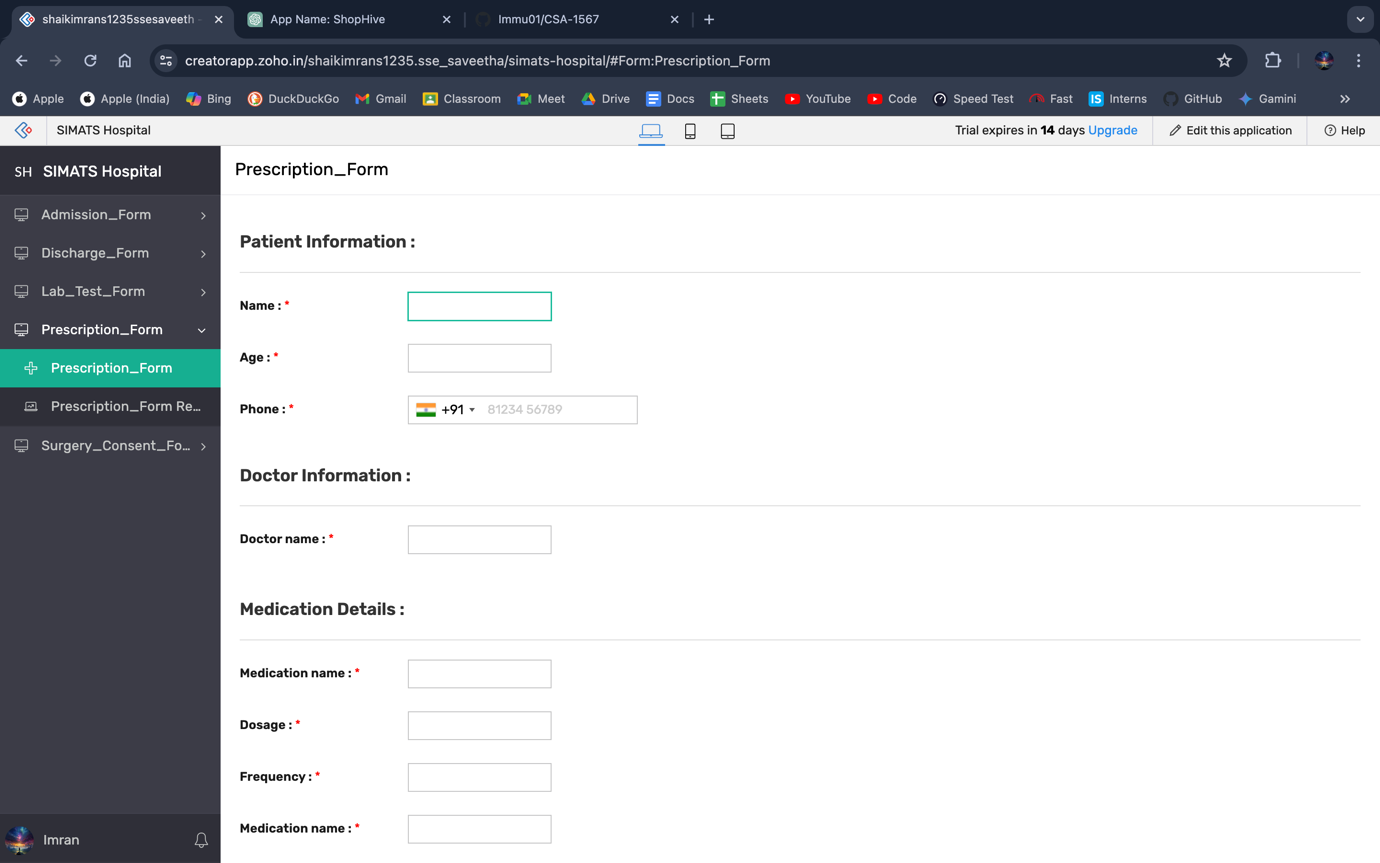 shaikimrans1235ssesaveeth
App Name: ShopHive
Immu01/CSA-1567
creatorapp.zoho.in/shaikimrans1235.sse_saveetha/simats-hospital/#Form:Prescription_Form
Apple Apple (India) Bing DuckDuckGo Gmail Classroom Meet Drive Docs Sheets YouTube Code Speed Test Fast Interns GitHub Gamini
SIMATS Hospital
Trial expires in 14 days Upgrade
Edit this application
Help
SH SIMATS Hospital
Admission_Form
Discharge_Form
Lab_Test_Form
Prescription_Form
Prescription_Form
Prescription_Form Re...
Surgery_Consent_Fo...
Imran
Prescription_Form
Patient Information :
Name : *
Age : *
Phone : * +91 81234 56789
Doctor Information :
Doctor name : *
Medication Details :
Medication name : *
Dosage : *
Frequency : *
Medication name : *